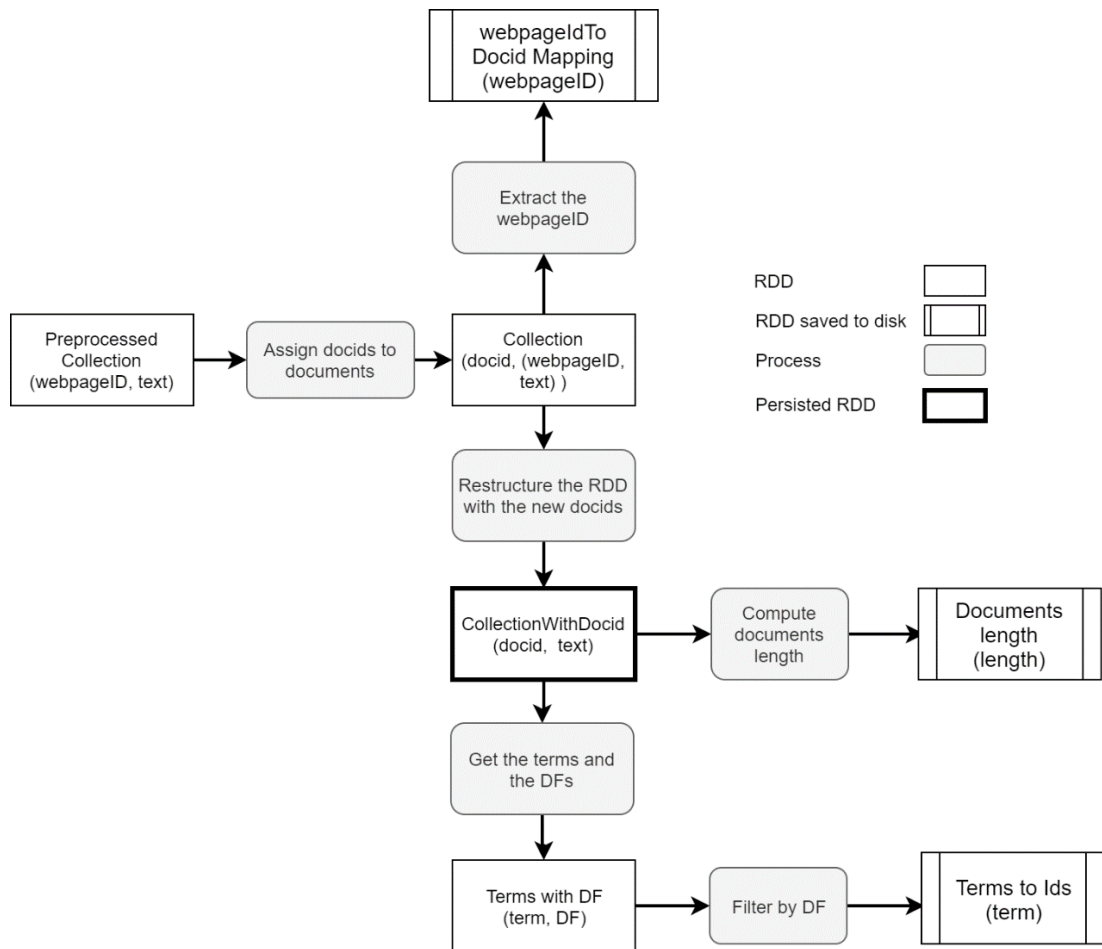 webpageIdTo
Docid Mapping
(webpageID)
Extract the
webpageID
Preprocessed
Collection
(webpageID, text)
Assign docids to
documents
Collection
(docid, (webpageID,
text) )
RDD
RDD saved to disk
Process
Persisted RDD
Restructure the RDD
with the new docids
CollectionWithDocid
(docid, text)
Compute
documents
length
Documents
length
(length)
Get the terms and
the DFs
Terms with DF
(term, DF)
Filter by DF
Terms to Ids
(term)